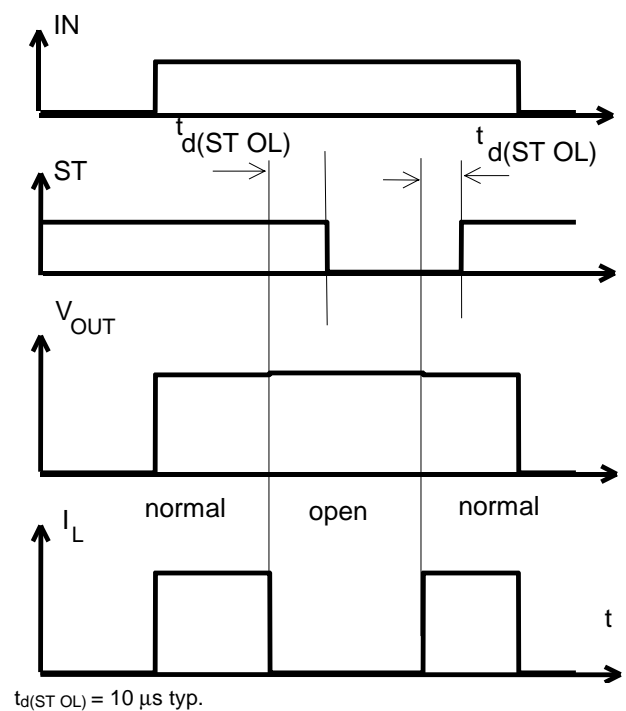 IN
td(ST OL) td(ST OL)
ST
VOUT
normal open normal
IL
t
td(ST OL) = 10 µs typ.